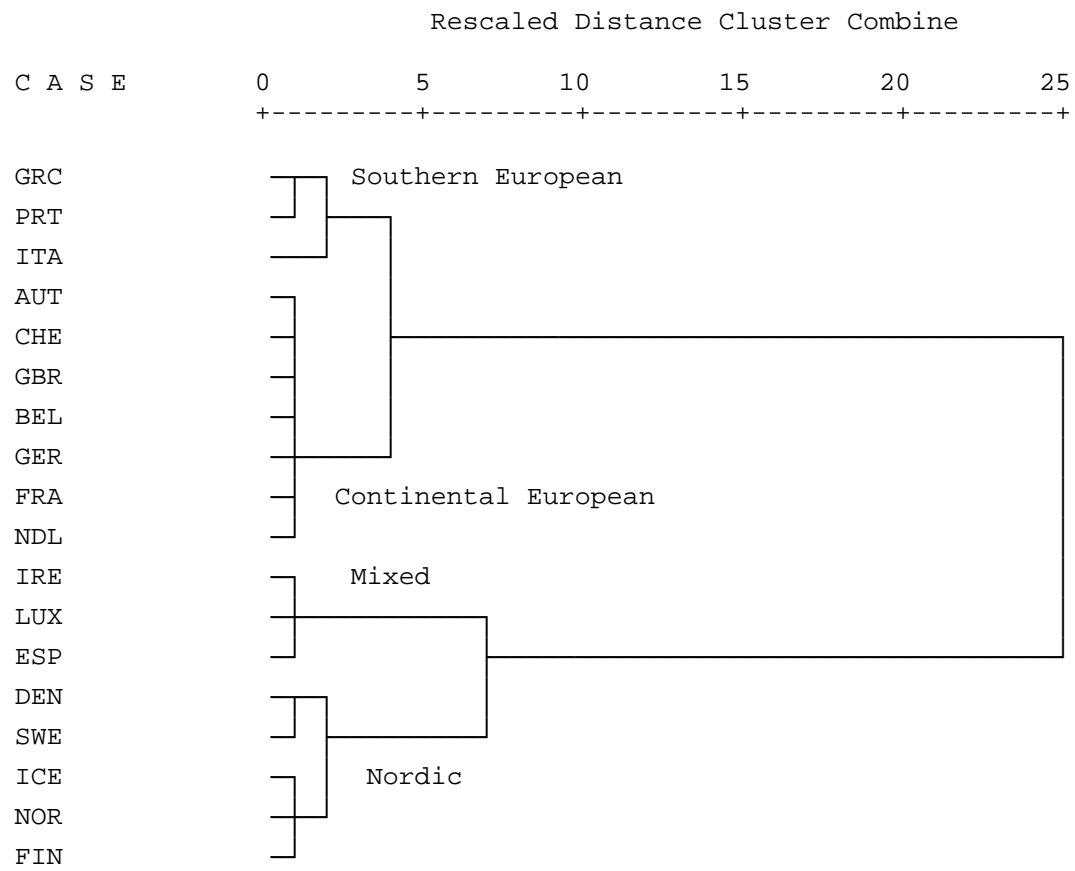 Rescaled Distance Cluster Combine
C A S E 0 5 10 15 20 25
+---------+---------+---------+---------+---------+
GRC Southern European
PRT
ITA
AUT
CHE
GBR
BEL
GER
FRA Continental European
NDL
IRE Mixed
LUX
ESP
DEN
SWE
ICE Nordic
NOR
FIN